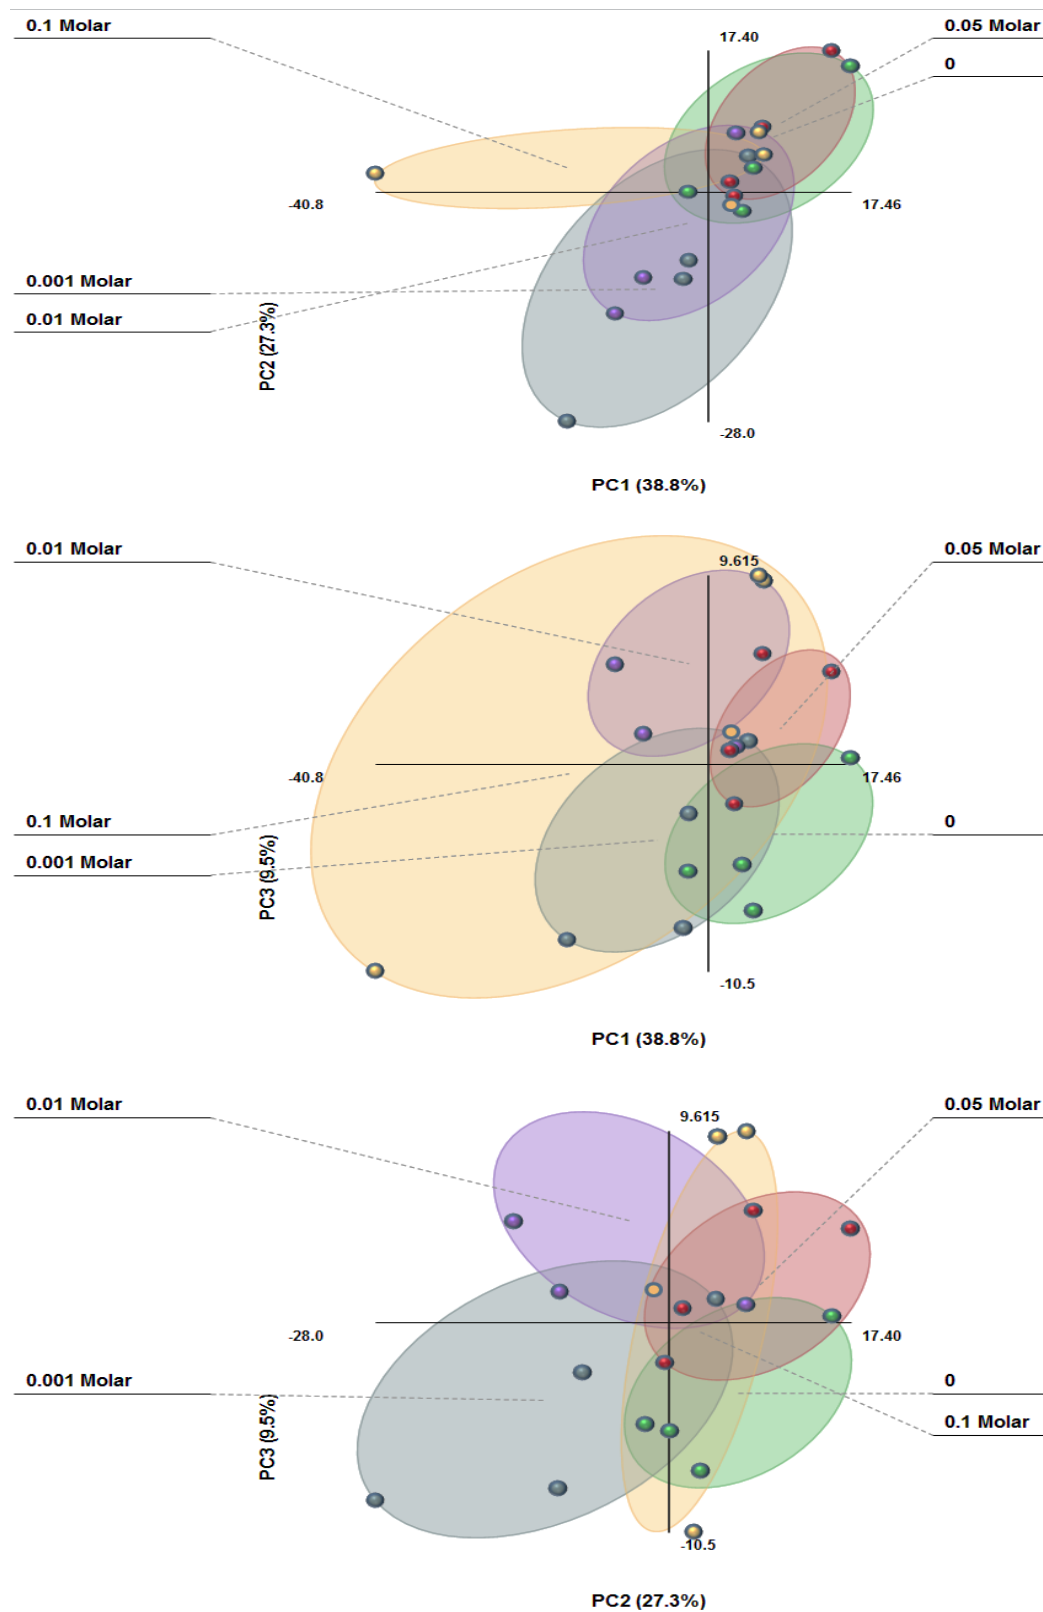 0.1 Molar
0.05 Molar
17.40
0
-40.8
17.46
0.001 Molar
0.01 Molar
PC2 (27.3%)
-28.0
PC1 (38.8%)
0.01 Molar
9.615
0.05 Molar
-40.8
17.46
0.1 Molar
0
0.001 Molar
PC3 (9.5%)
-10.5
PC1 (38.8%)
0.01 Molar
9.615
0.05 Molar
-28.0
17.40
0.001 Molar
0
PC3 (9.5%)
0.1 Molar
-10.5
PC2 (27.3%)